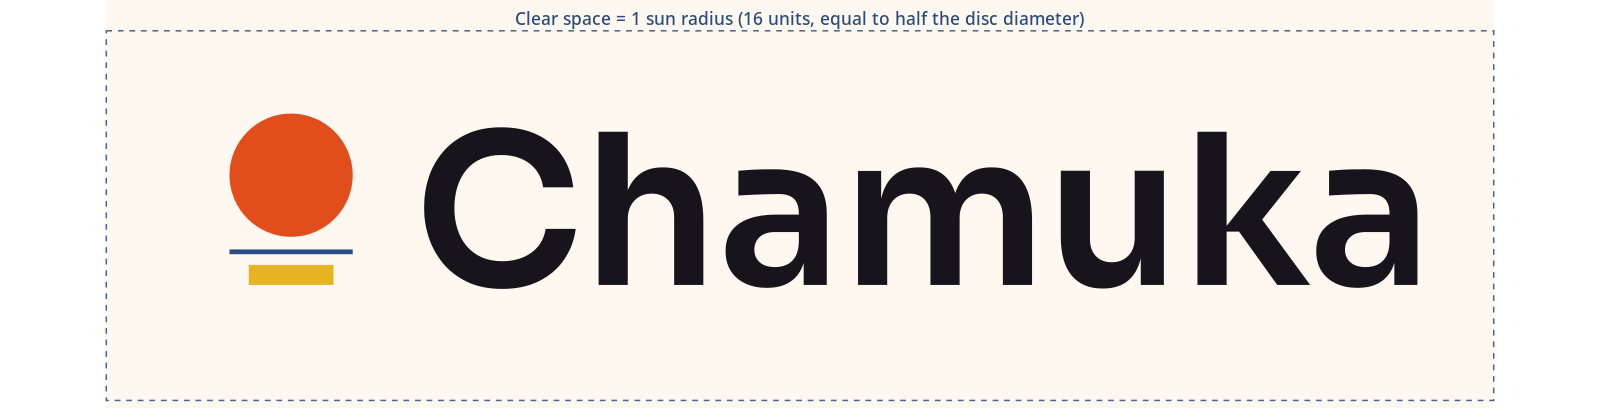 Clear space = 1 sun radius (16 units, equal to half the disc diameter)
Chamuka